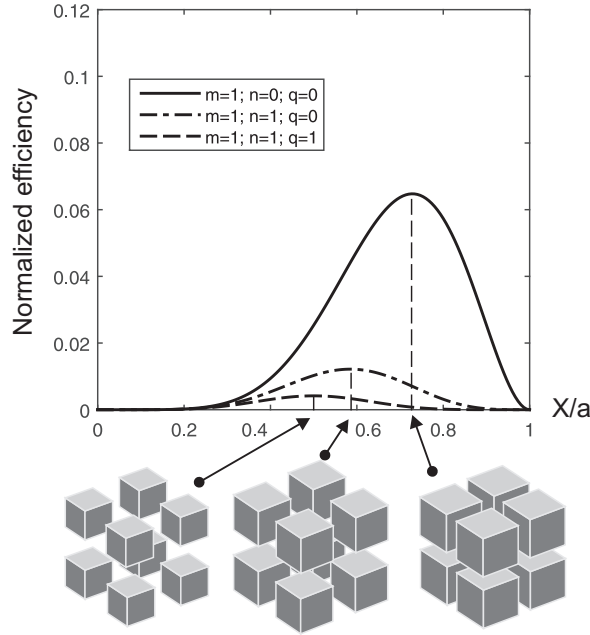 0.12
0.1
0.08
0.06
0.04
0.02
0
Normalized efficiency
m=1; n=0; q=0
m=1; n=1; q=0
m=1; n=1; q=1
0 0.2 0.4 0.6 0.8 1
X/a